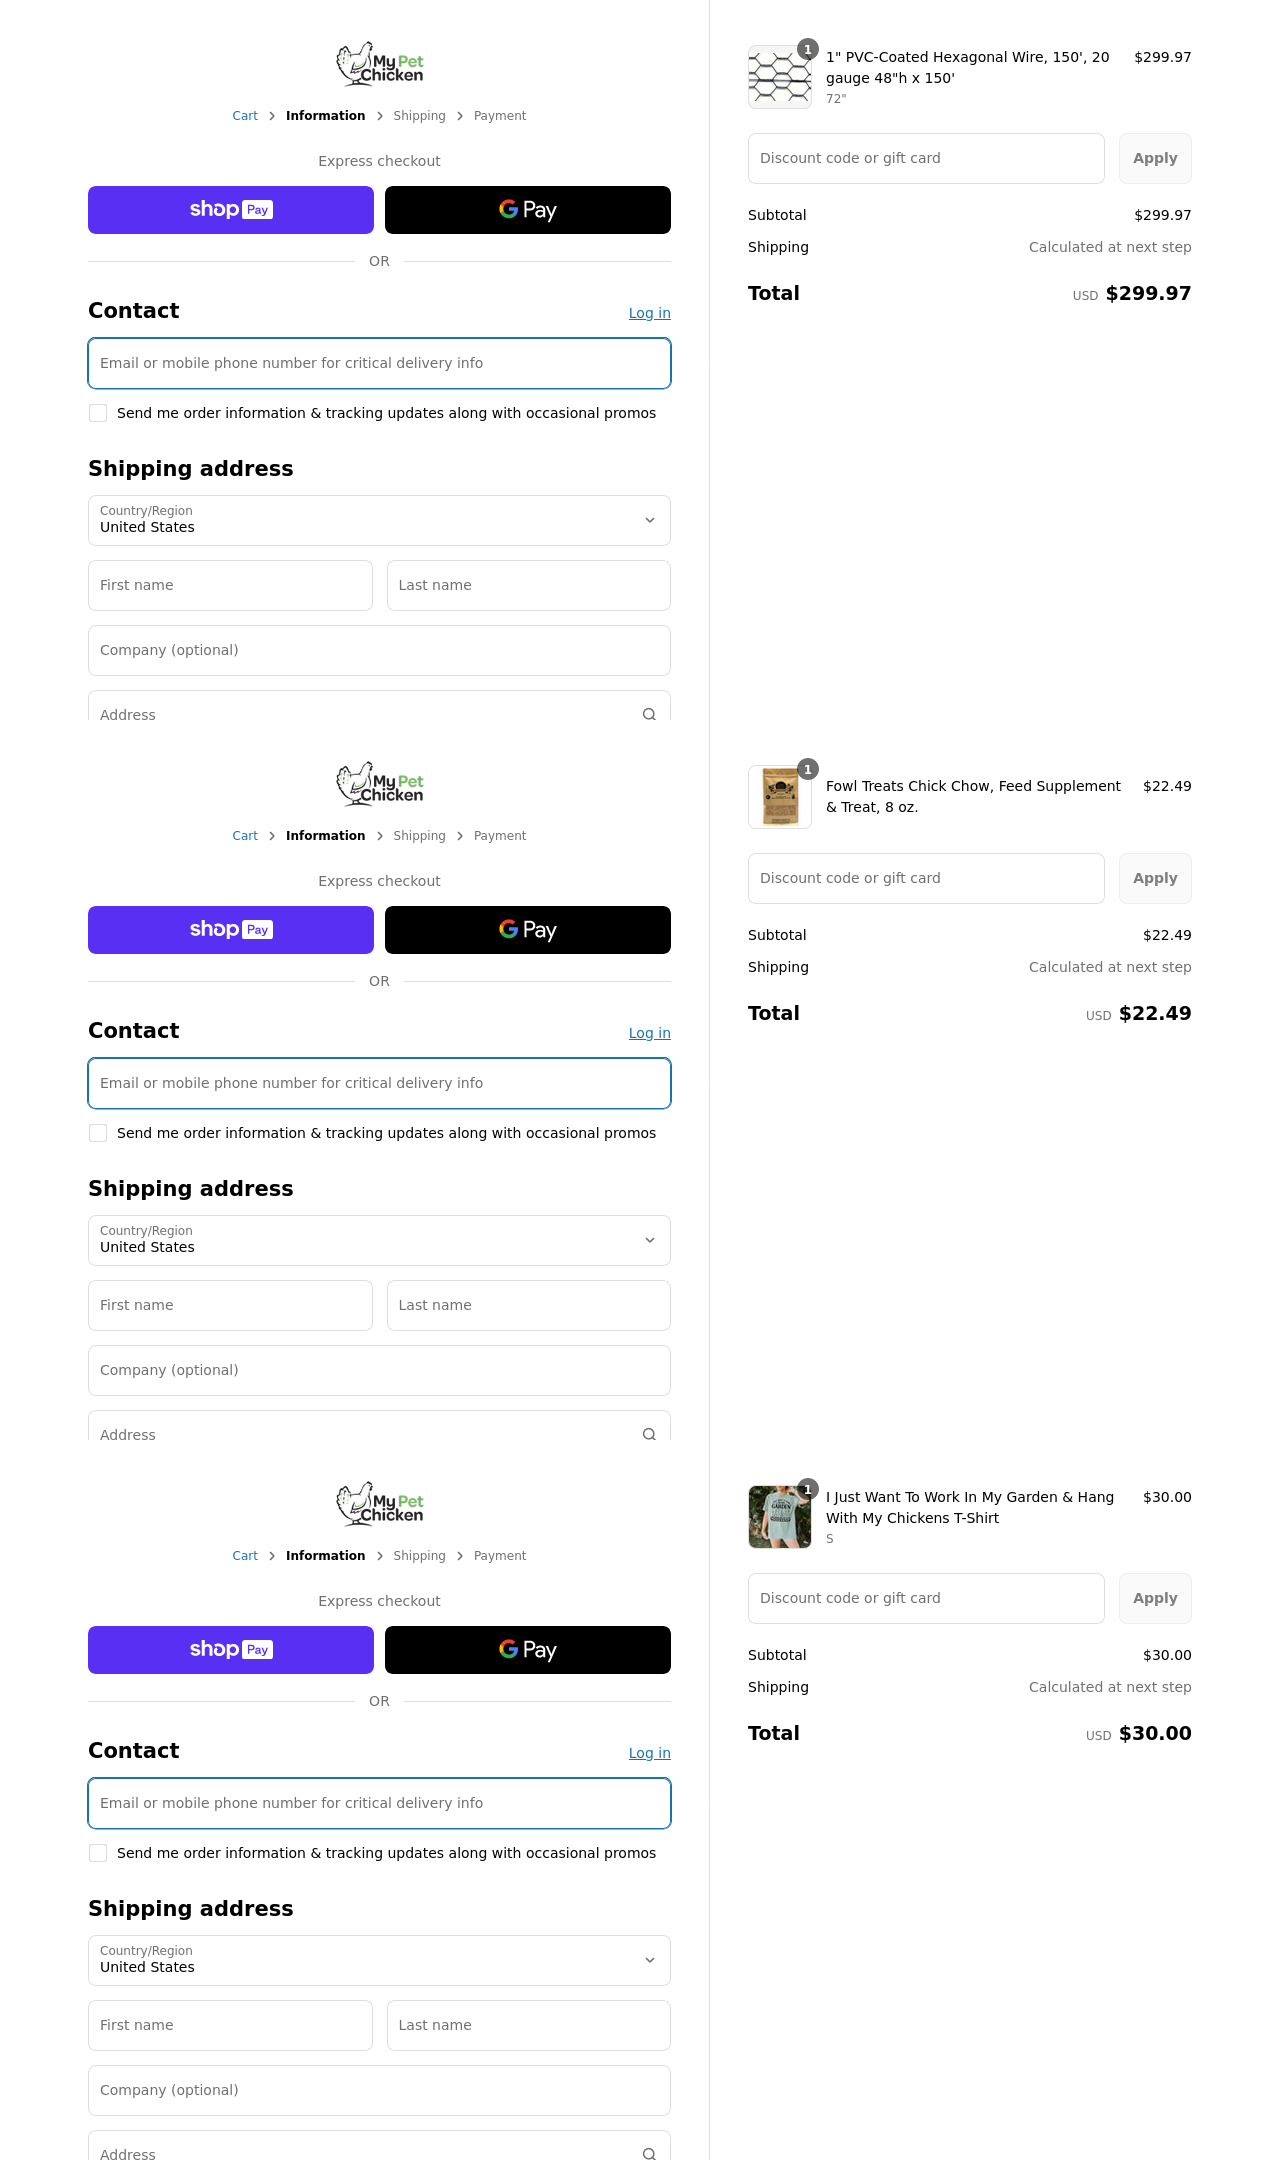 My Pet
Chicken
Cart
Information
Shipping
Payment
Express checkout
shop Pay
G Pay
OR
Contact
Log in
Email or mobile phone number for critical delivery info
Send me order information & tracking updates along with occasional promos
Shipping address
Country/Region
United States
First name
Last name
Company (optional)
Address
1
1" PVC-Coated Hexagonal Wire, 150', 20
gauge 48"h x 150'
72"
$299.97
Discount code or gift card
Apply
Subtotal
$299.97
Shipping
Calculated at next step
Total
USD $299.97
My Pet
Chicken
Cart
Information
Shipping
Payment
Express checkout
shop Pay
G Pay
OR
Contact
Log in
Email or mobile phone number for critical delivery info
Send me order information & tracking updates along with occasional promos
Shipping address
Country/Region
United States
First name
Last name
Company (optional)
Address
1
Fowl Treats Chick Chow, Feed Supplement
& Treat, 8 oz.
$22.49
Discount code or gift card
Apply
Subtotal
$22.49
Shipping
Calculated at next step
Total
USD $22.49
My Pet
Chicken
Cart
Information
Shipping
Payment
Express checkout
shop Pay
G Pay
OR
Contact
Log in
Email or mobile phone number for critical delivery info
Send me order information & tracking updates along with occasional promos
Shipping address
Country/Region
United States
First name
Last name
Company (optional)
Address
1
GARDEN
I Just Want To Work In My Garden & Hang
With My Chickens T-Shirt
S
$30.00
Discount code or gift card
Apply
Subtotal
$30.00
Shipping
Calculated at next step
Total
USD $30.00